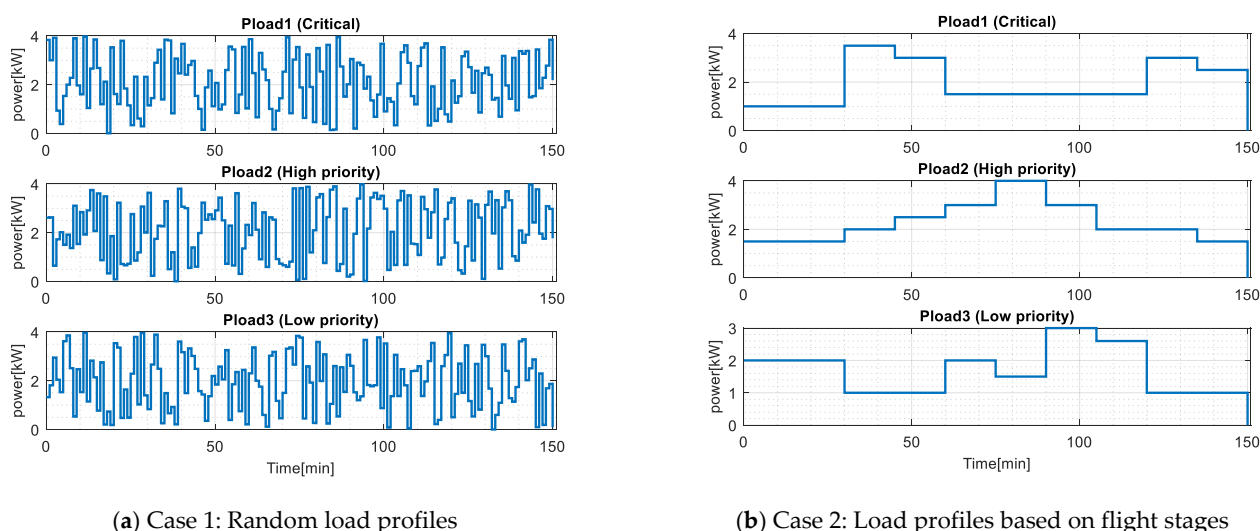 Pload1 (Critical)
4
2
0
power[kW]
0
50
100
150
Pload2 (High priority)
4
2
0
power[kW]
0
50
100
150
Pload3 (Low priority)
4
2
0
power[kW]
0
50
100
150
Time[min]
(a) Case 1: Random load profiles
Pload1 (Critical)
4
2
0
power[kW]
0
50
100
150
Pload2 (High priority)
4
2
0
power[kW]
0
50
100
150
Pload3 (Low priority)
3
2
1
0
power[kW]
0
50
100
150
Time[min]
(b) Case 2: Load profiles based on flight stages